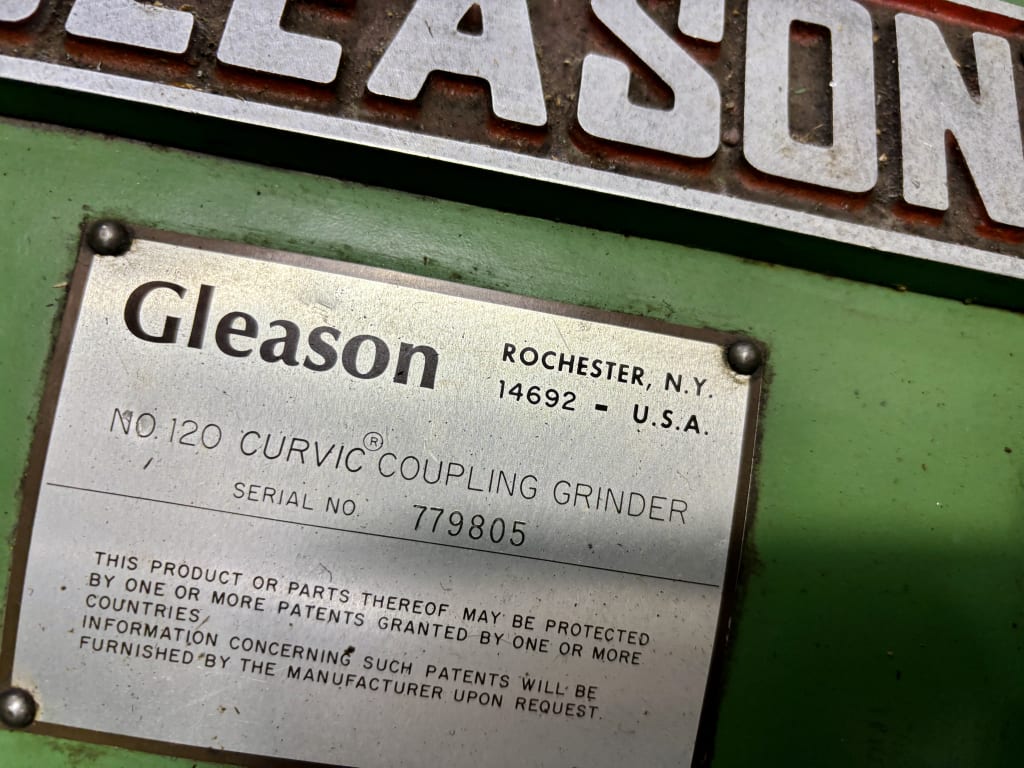 GLEASON
Gleason
ROCHESTER, N.Y.
14692 - U.S.A.
NO. 120 CURVIC® COUPLING GRINDER
SERIAL NO. 779805
THIS PRODUCT OR PARTS THEREOF MAY BE PROTECTED
BY ONE OR MORE PATENTS GRANTED BY ONE OR MORE
COUNTRIES.
INFORMATION CONCERNING SUCH PATENTS WILL BE
FURNISHED BY THE MANUFACTURER UPON REQUEST.